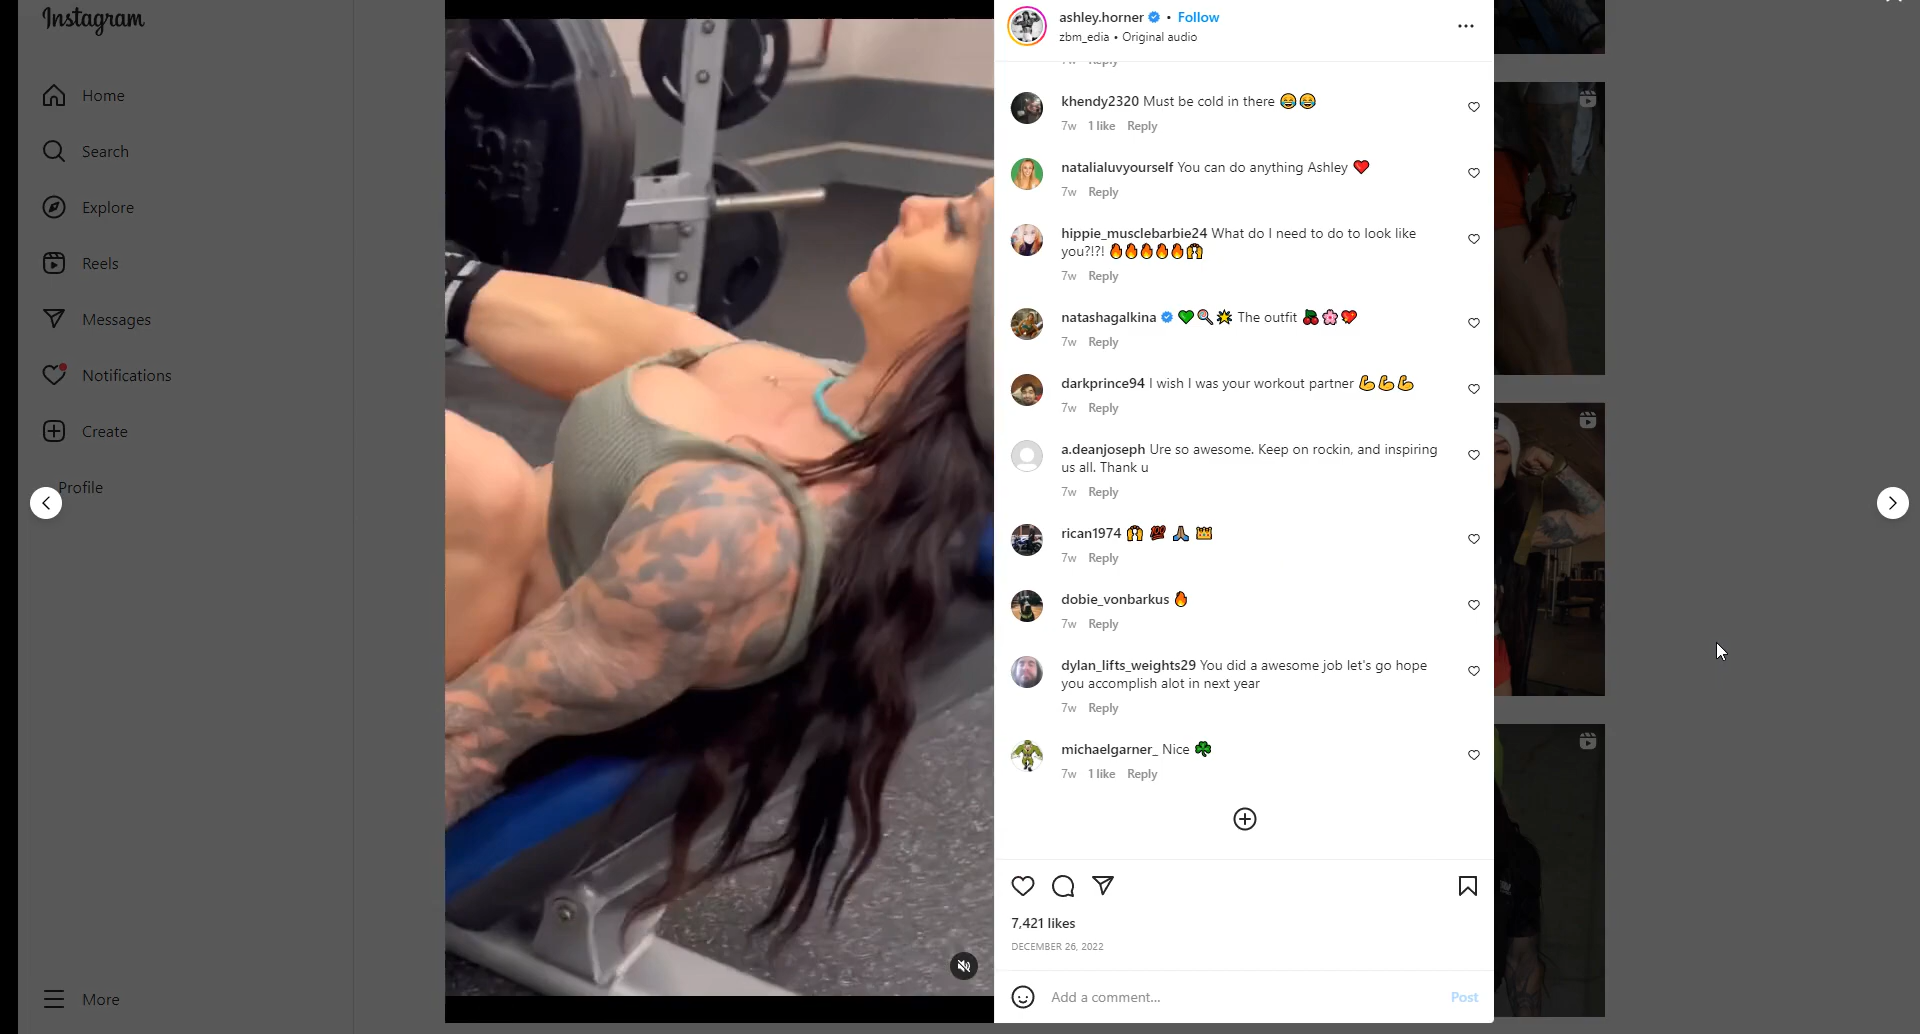 Instagram
Home
Search
Explore
Reels
Messages
Notifications
Create
Profile
More
ashley.horner • Follow
zbm_edia • Original audio
Reply
khendy2320 Must be cold in there 😂😂
7w 1 like Reply
natalialuvyourself You can do anything Ashley ❤️
7w Reply
hippie_musclebarbie24 What do I need to do to look like
you?!?! 🔥🔥🔥🔥🔥🙌
7w Reply
natashagalkina 💚🔍🌟 The outfit 🍒🌸💖
7w Reply
darkprince94 I wish I was your workout partner 💪💪💪
7w Reply
a.deanjoseph Ure so awesome. Keep on rockin, and inspiring
us all. Thank u
7w Reply
rican1974 🙌 💯 🙏🏽 👑
7w Reply
dobie_vonbarkus 🔥
7w Reply
dylan_lifts_weights29 You did a awesome job let's go hope
you accomplish alot in next year
7w Reply
michaelgarner_ Nice ☘️
7w 1 like Reply
7,421 likes
DECEMBER 26, 2022
Add a comment...
Post